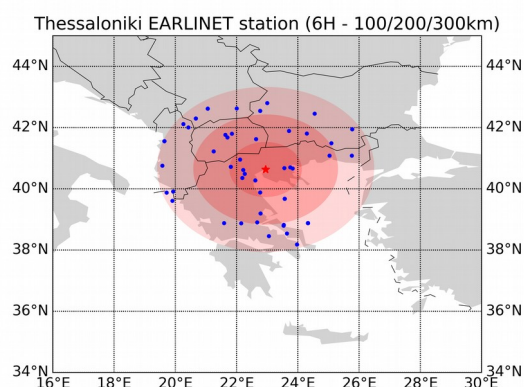 Thessaloniki EARLINET station (6H - 100/200/300km)
44°N 44°N
42°N 42°N
40°N 40°N
38°N 38°N
36°N 36°N
34°N 34°N
16°E 18°E 20°E 22°E 24°E 26°E 28°E 30°E